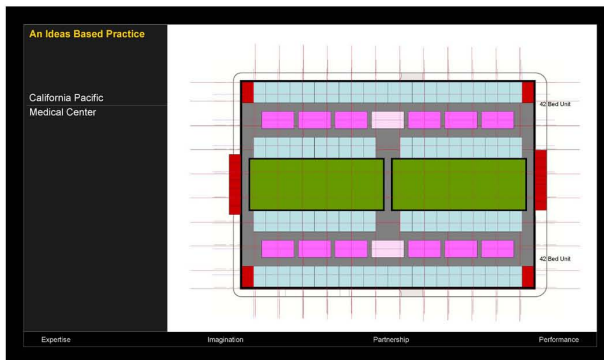 An Ideas Based Practice
California Pacific
Medical Center
42 Bed Unit
42 Bed Unit
Expertise
Imagination
Partnership
Performance